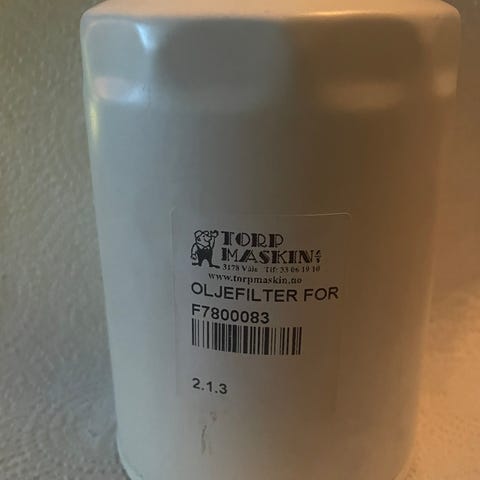 TORP
MASKIN A/S
3178 Våle Tlf: 33 06 19 10
www.torpmaskin.no
OLJEFILTER FOR
F7800083
2.1.3